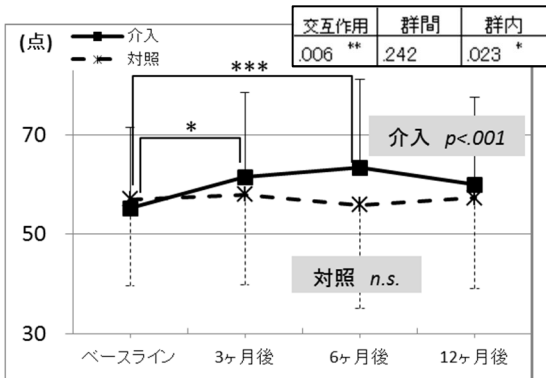 (点)
介入
対照
交互作用 群間 群内
.006 ** .242 .023 *
***
*
介入 p<.001
対照 n.s.
70
50
30
ベースライン 3ヶ月後 6ヶ月後 12ヶ月後